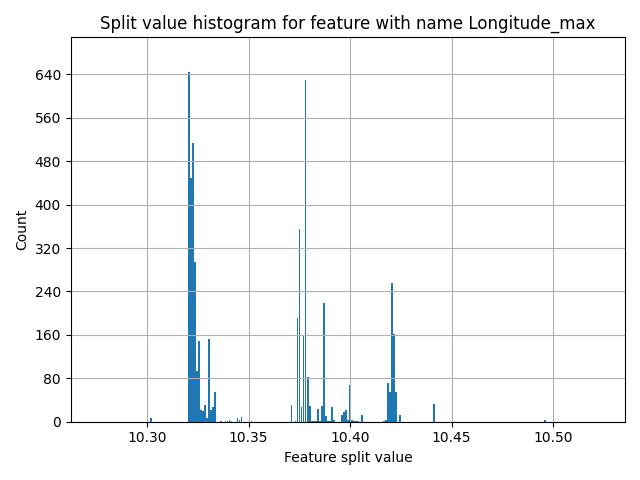 Split value histogram for feature with name Longitude_max
Count
640
560
480
400
320
240
160
80
0
10.30 10.35 10.40 10.45 10.50
Feature split value